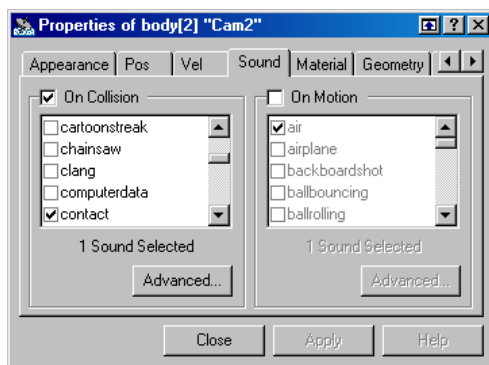 Properties of body[2] "Cam2"
Appearance Pos Vel Sound Material Geometry
On Collision
cartoonstreak
chainsaw
clang
computerdata
contact
1 Sound Selected
Advanced...
On Motion
air
airplane
backboardshot
ballbouncing
ballrolling
1 Sound Selected
Advanced...
Close Apply Help